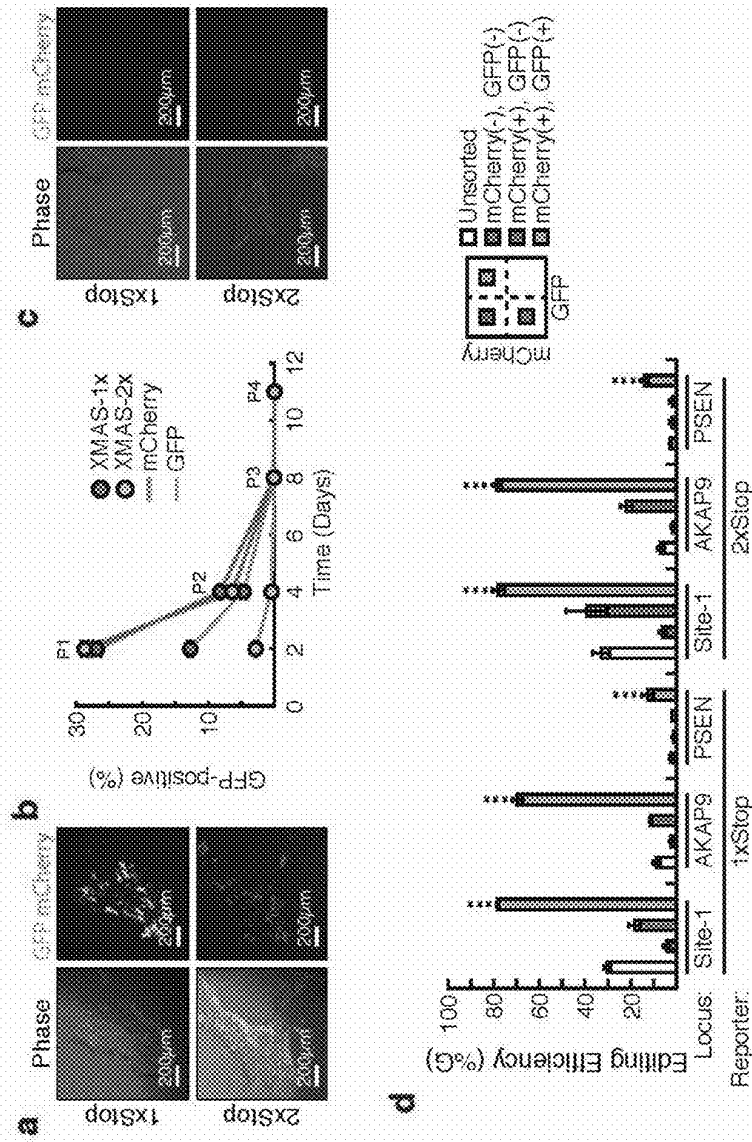 a
Phase
GFP mCherry
1xStop
200μm
200μm
2xStop
200μm
200μm
b
GFP-positive (%)
30
20
10
0
P1
P2
P3
P4
0
2
4
6
8
10
12
Time (Days)
XMAS-1x
XMAS-2x
mCherry
GFP
c
Phase
GFP mCherry
1xStop
200μm
200μm
2xStop
200μm
200μm
d
Editing Efficiency (%G)
100
80
60
40
20
****
****
****
****
****
****
mCherry
GFP
Unsorted
mCherry(-), GFP(-)
mCherry(+), GFP(-)
mCherry(+), GFP(+)
Locus:
Site-1
AKAP9
PSEN
Site-1
AKAP9
PSEN
Reporter:
1xStop
2xStop